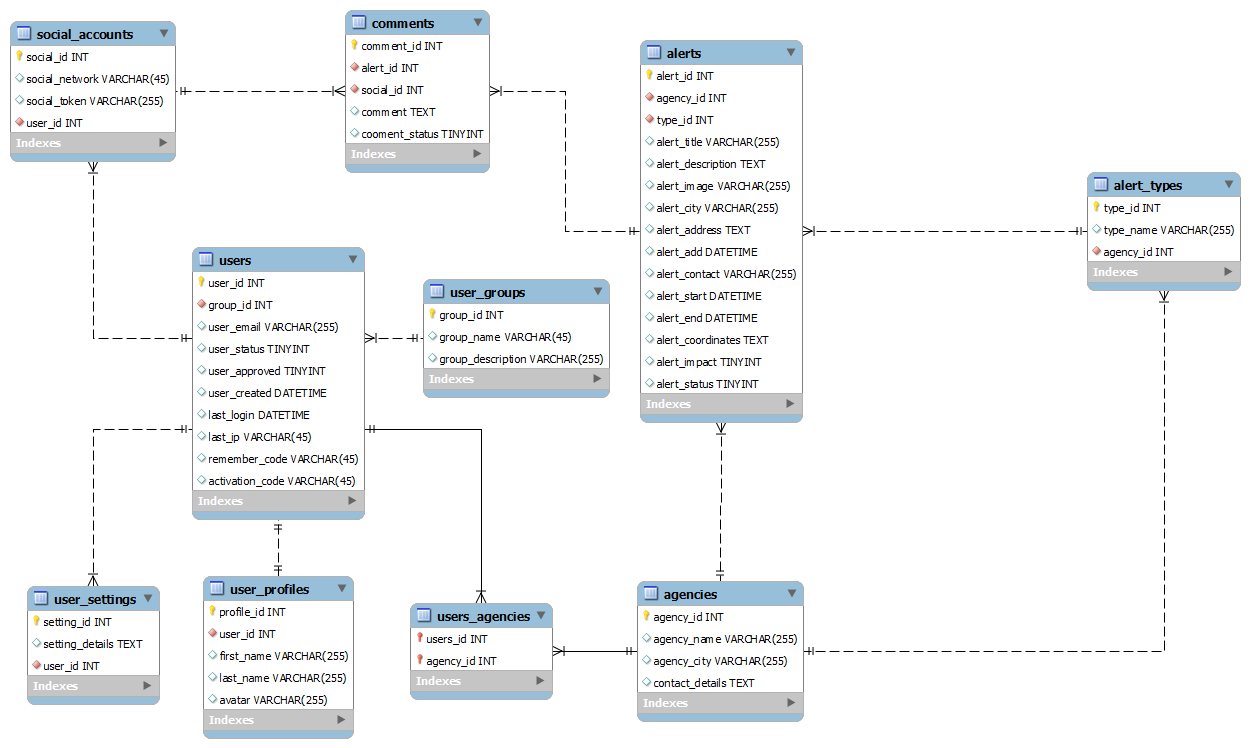 social_accounts
social_id INT
social_network VARCHAR(45)
social_token VARCHAR(255)
user_id INT
Indexes
comments
comment_id INT
alert_id INT
social_id INT
comment TEXT
cooment_status TINYINT
Indexes
alerts
alert_id INT
agency_id INT
type_id INT
alert_title VARCHAR(255)
alert_description TEXT
alert_image VARCHAR(255)
alert_city VARCHAR(255)
alert_address TEXT
alert_add DATETIME
alert_contact VARCHAR(255)
alert_start DATETIME
alert_end DATETIME
alert_coordinates TEXT
alert_impact TINYINT
alert_status TINYINT
Indexes
alert_types
type_id INT
type_name VARCHAR(255)
agency_id INT
Indexes
users
user_id INT
group_id INT
user_email VARCHAR(255)
user_status TINYINT
user_approved TINYINT
user_created DATETIME
last_login DATETIME
last_ip VARCHAR(45)
remember_code VARCHAR(45)
activation_code VARCHAR(45)
Indexes
user_groups
group_id INT
group_name VARCHAR(45)
group_description VARCHAR(255)
Indexes
user_settings
setting_id INT
setting_details TEXT
user_id INT
Indexes
user_profiles
profile_id INT
user_id INT
first_name VARCHAR(255)
last_name VARCHAR(255)
avatar VARCHAR(255)
Indexes
users_agencies
users_id INT
agency_id INT
Indexes
agencies
agency_id INT
agency_name VARCHAR(255)
agency_city VARCHAR(255)
contact_details TEXT
Indexes